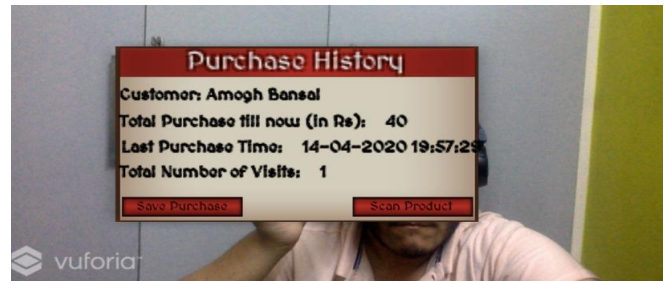 Purchase History
Customer: Amogh Bansal
Total Purchase till now (in Rs): 40
Last Purchase Time: 14-04-2020 19:57:29
Total Number of Visits: 1
Save Purchase
Scan Product
vuforia